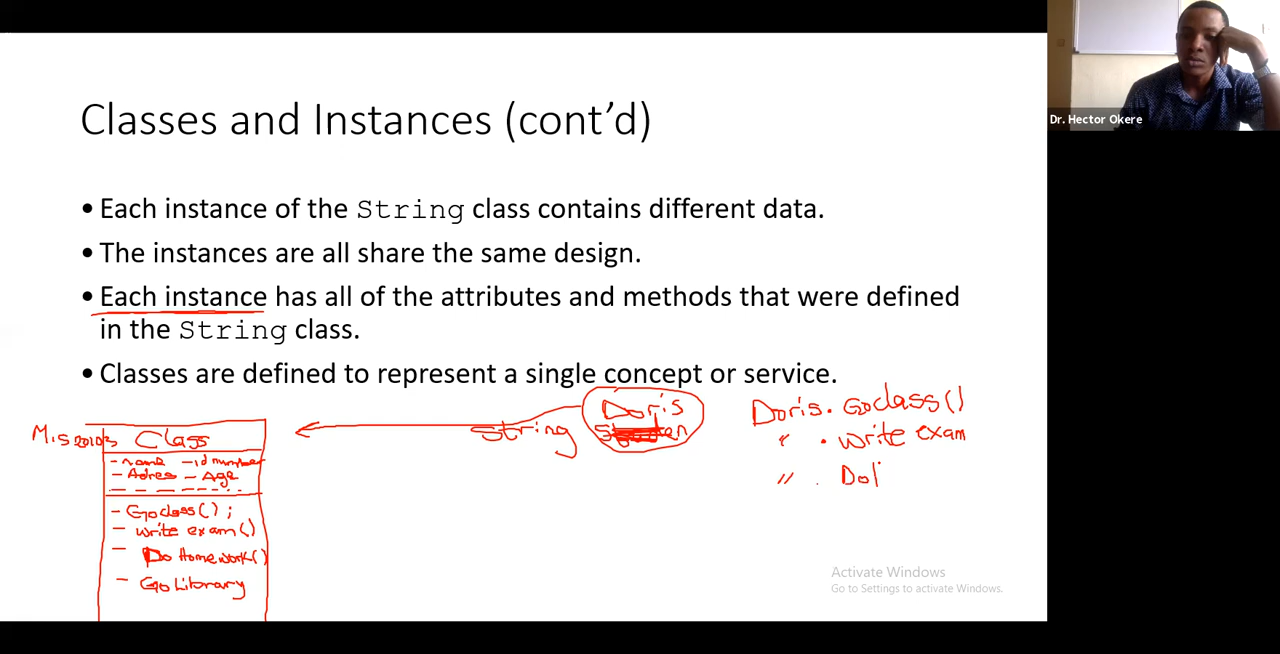 Dr. Hector Okere
Classes and Instances (cont'd)
• Each instance of the String class contains different data.
• The instances are all share the same design.
• Each instance has all of the attributes and methods that were defined
in the String class.
• Classes are defined to represent a single concept or service.
Class
- name - id number
- Adres - Age
- Goclass();
- write exam()
- Do Homework()
- Go Library
String
Doris
Doris. Goclass()
" . write exam
" . Do
Activate Windows
Go to Settings to activate Windows.